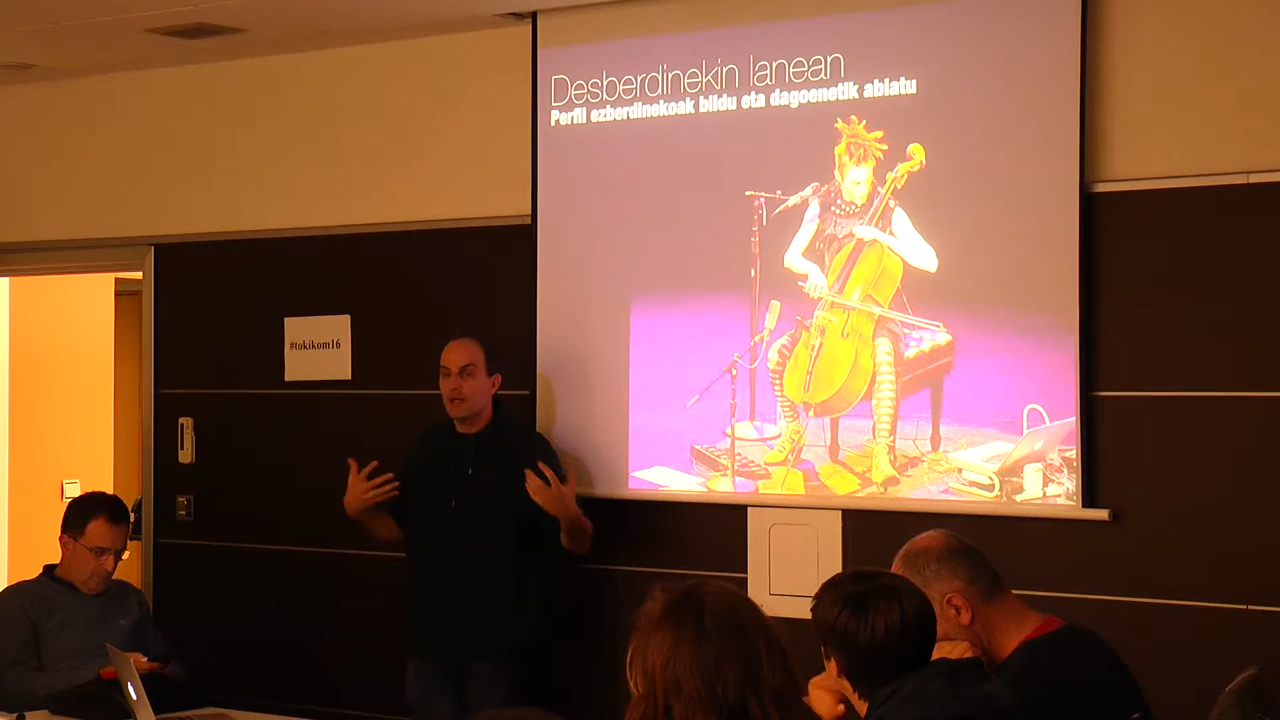 Desberdinekin lanean
Perfil ezberdinekoak bildu eta dagoenetik abiatu
#tokikom16